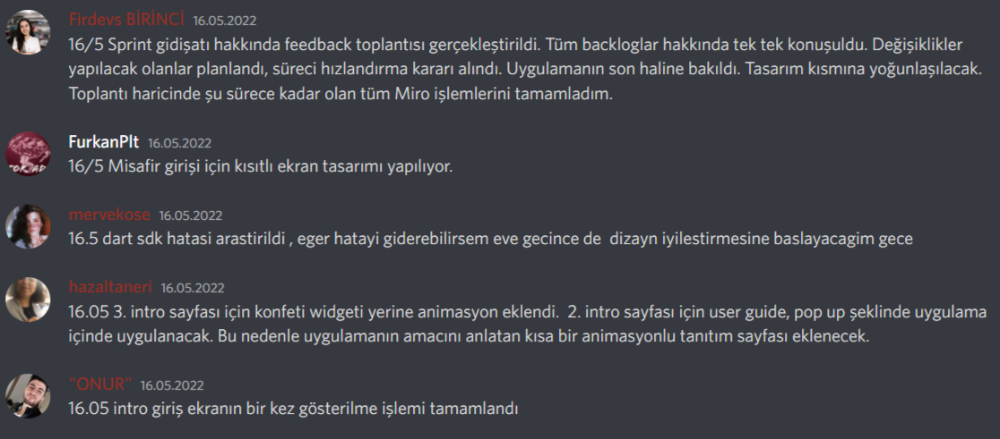 Firdevs BİRİNCİ 16.05.2022
16/5 Sprint gidişatı hakkında feedback toplantısı gerçekleştirildi. Tüm backloglar hakkında tek tek konuşuldu. Değişiklikler
yapılacak olanlar planlandı, süreci hızlandırma kararı alındı. Uygulamanın son haline bakıldı. Tasarım kısmına yoğunlaşılacak.
Toplantı haricinde şu sürece kadar olan tüm Miro işlemlerini tamamladım.
FurkanPlt 16.05.2022
16/5 Misafir girişi için kısıtlı ekran tasarımı yapılıyor.
mervekose 16.05.2022
16.5 dart sdk hatasi arastirildi , eger hatayi giderebilirsem eve gecince de  dizayn iyilestirmesine baslayacagim gece
hazaltaneri 16.05.2022
16.05 3. intro sayfası için konfeti widgeti yerine animasyon eklendi.  2. intro sayfası için user guide, pop up şeklinde uygulama
içinde uygulanacak. Bu nedenle uygulamanın amacını anlatan kısa bir animasyonlu tanıtım sayfası eklenecek.
"ONUR" 16.05.2022
16.05 intro giriş ekranın bir kez gösterilme işlemi tamamlandı